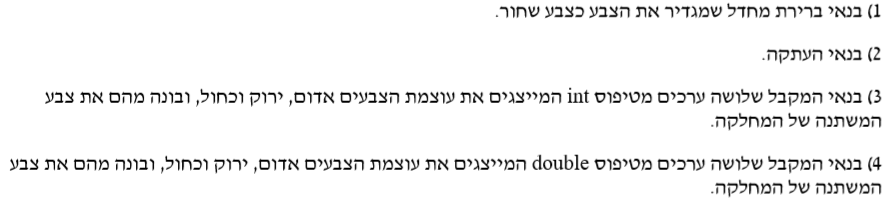 1) בנאי ברירת מחדל שמגדיר את הצבע כצבע שחור.
2) בנאי העתקה.
3) בנאי המקבל שלושה ערכים מטיפוס int המייצגים את עוצמת הצבעים אדום, ירוק וכחול, ובונה מהם את צבע
המשתנה של המחלקה.
4) בנאי המקבל שלושה ערכים מטיפוס double המייצגים את עוצמת הצבעים אדום, ירוק וכחול, ובונה מהם את צבע
המשתנה של המחלקה.